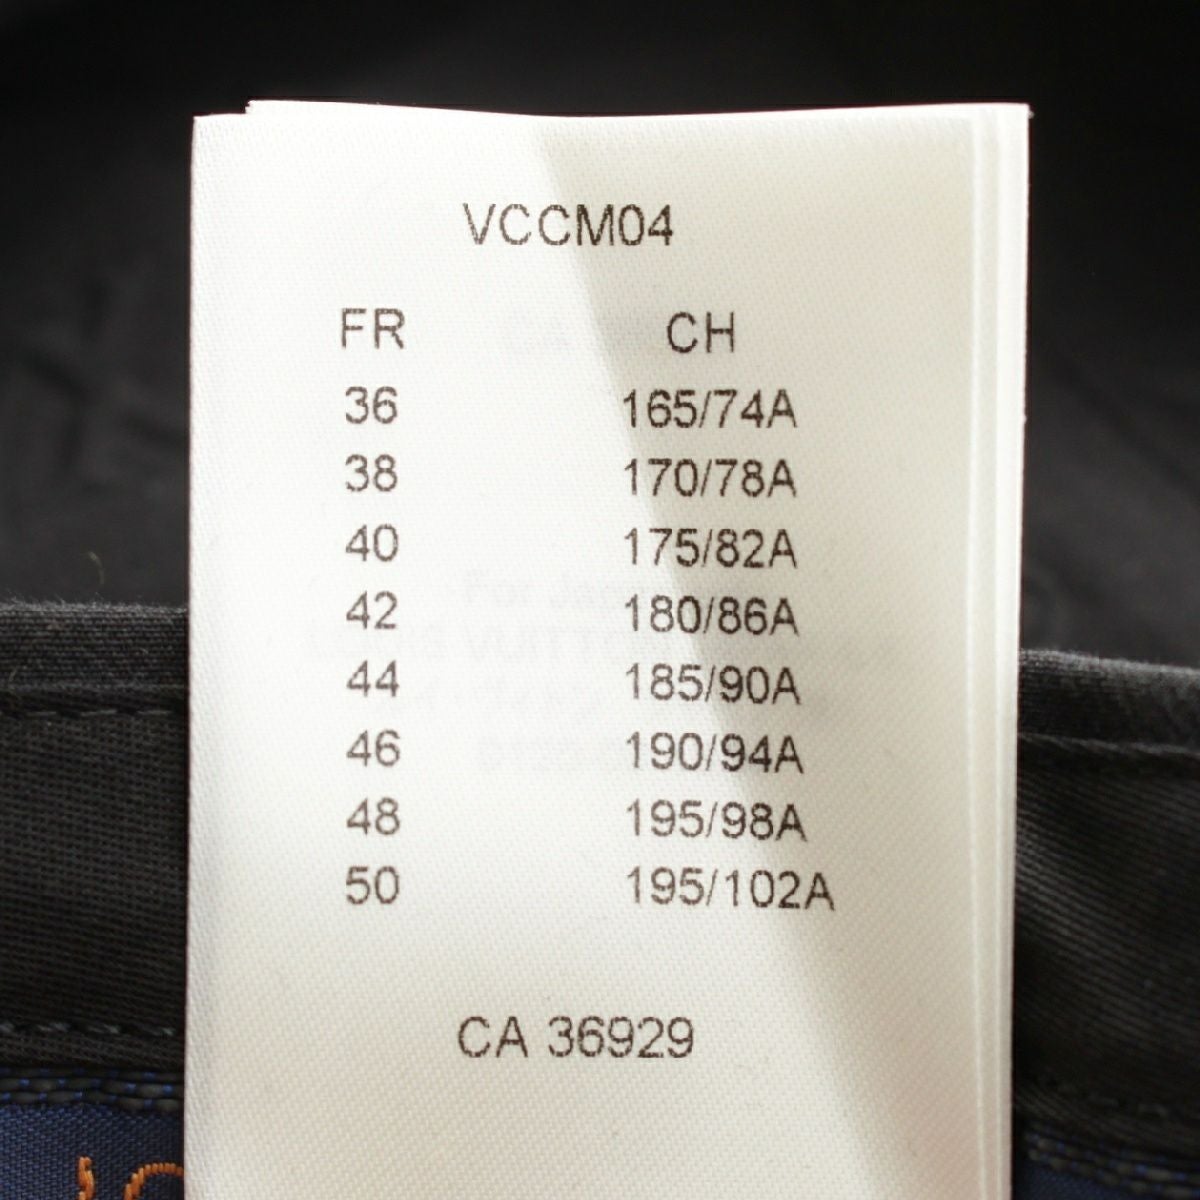 VCCM04
FR CH
36 165/74A
38 170/78A
40 175/82A
42 180/86A
44 185/90A
46 190/94A
48 195/98A
50 195/102A
CA 36929